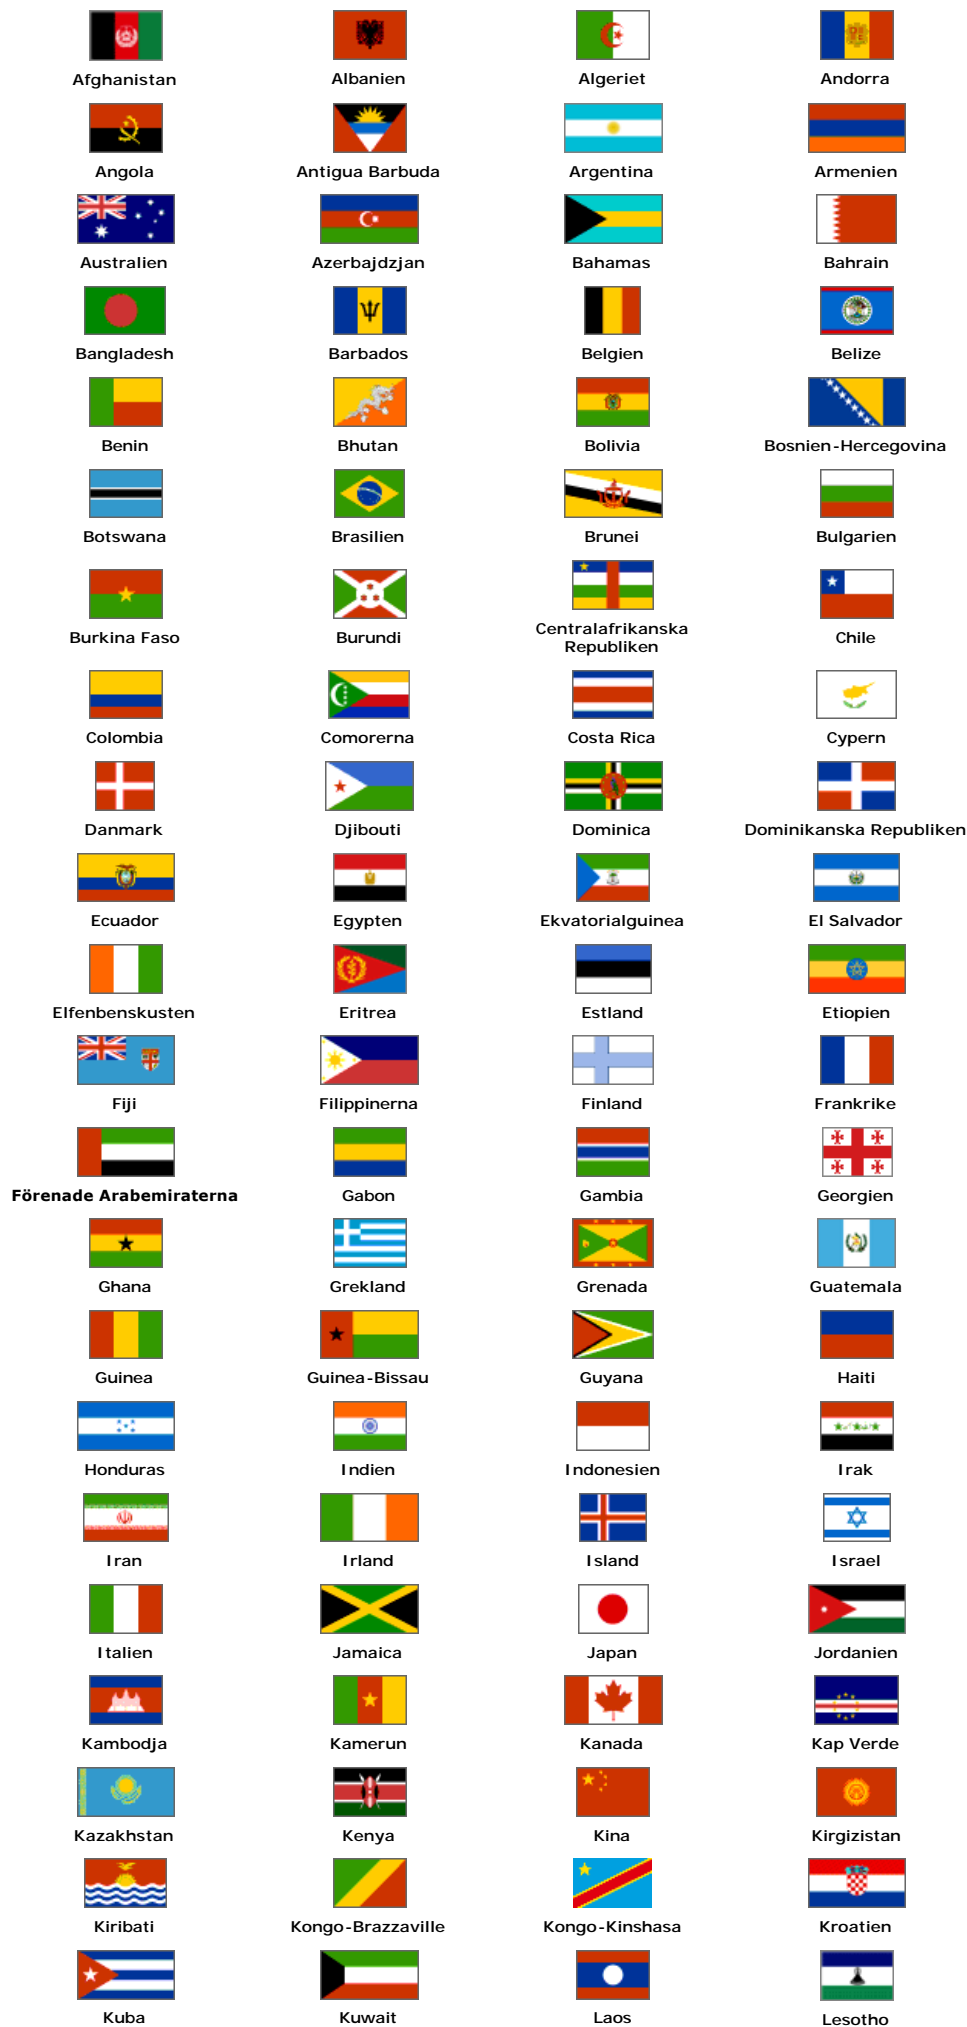 Afghanistan
Albanien
Algeriet
Andorra
Angola
Antigua Barbuda
Argentina
Armenien
Australien
Azerbajdzjan
Bahamas
Bahrain
Bangladesh
Barbados
Belgien
Belize
Benin
Bhutan
Bolivia
Bosnien-Hercegovina
Botswana
Brasilien
Brunei
Bulgarien
Burkina Faso
Burundi
Centralafrikanska
Republiken
Chile
Colombia
Comorerna
Costa Rica
Cypern
Danmark
Djibouti
Dominica
Dominikanska Republiken
Ecuador
Egypten
Ekvatorialguinea
El Salvador
Elfenbenskusten
Eritrea
Estland
Etiopien
Fiji
Filippinerna
Finland
Frankrike
Förenade Arabemiraterna
Gabon
Gambia
Georgien
Ghana
Grekland
Grenada
Guatemala
Guinea
Guinea-Bissau
Guyana
Haiti
Honduras
Indien
Indonesien
Irak
Iran
Irland
Island
Israel
Italien
Jamaica
Japan
Jordanien
Kambodja
Kamerun
Kanada
Kap Verde
Kazakhstan
Kenya
Kina
Kirgizistan
Kiribati
Kongo-Brazzaville
Kongo-Kinshasa
Kroatien
Kuba
Kuwait
Laos
Lesotho